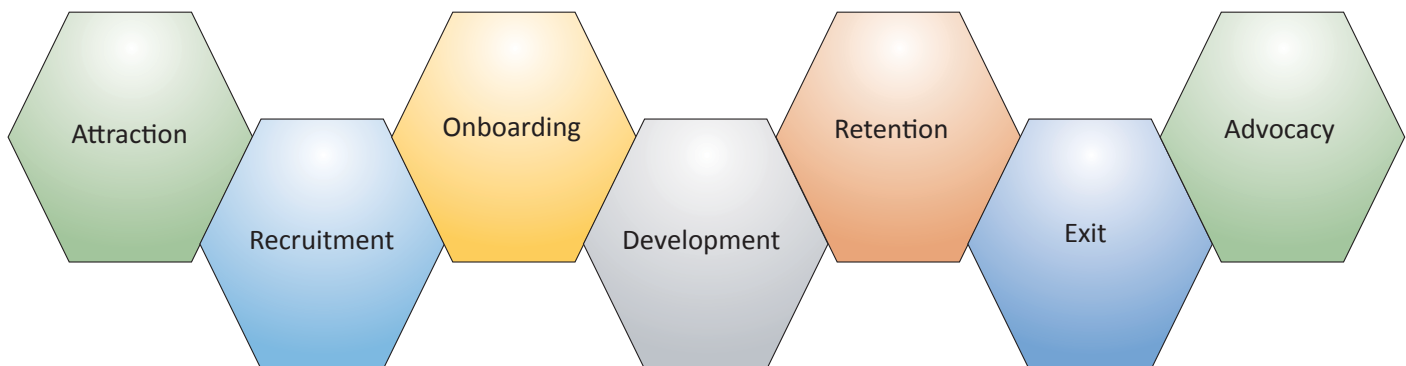 Attraction
Recruitment
Onboarding
Development
Retention
Exit
Advocacy